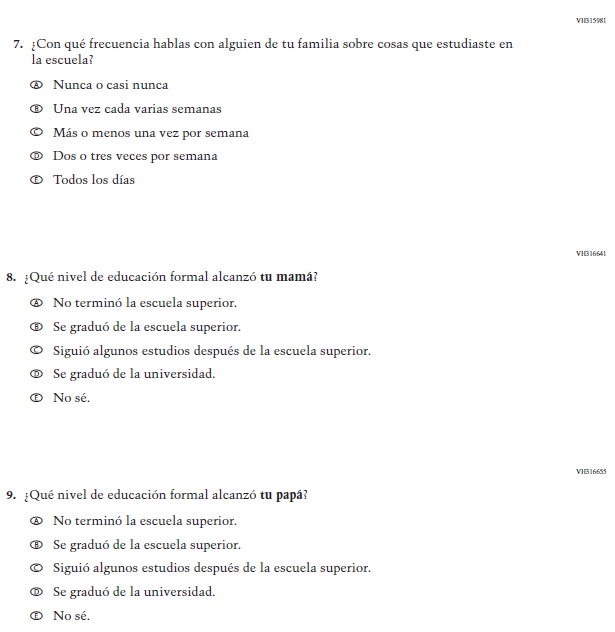 VH315981
7. ¿Con qué frecuencia hablas con alguien de tu familia sobre cosas que estudiaste en
la escuela?
Ⓐ Nunca o casi nunca
Ⓑ Una vez cada varias semanas
Ⓒ Más o menos una vez por semana
Ⓓ Dos o tres veces por semana
Ⓔ Todos los días
VH316641
8. ¿Qué nivel de educación formal alcanzó tu mamá?
Ⓐ No terminó la escuela superior.
Ⓑ Se graduó de la escuela superior.
Ⓒ Siguió algunos estudios después de la escuela superior.
Ⓓ Se graduó de la universidad.
Ⓔ No sé.
VH316655
9. ¿Qué nivel de educación formal alcanzó tu papá?
Ⓐ No terminó la escuela superior.
Ⓑ Se graduó de la escuela superior.
Ⓒ Siguió algunos estudios después de la escuela superior.
Ⓓ Se graduó de la universidad.
Ⓔ No sé.